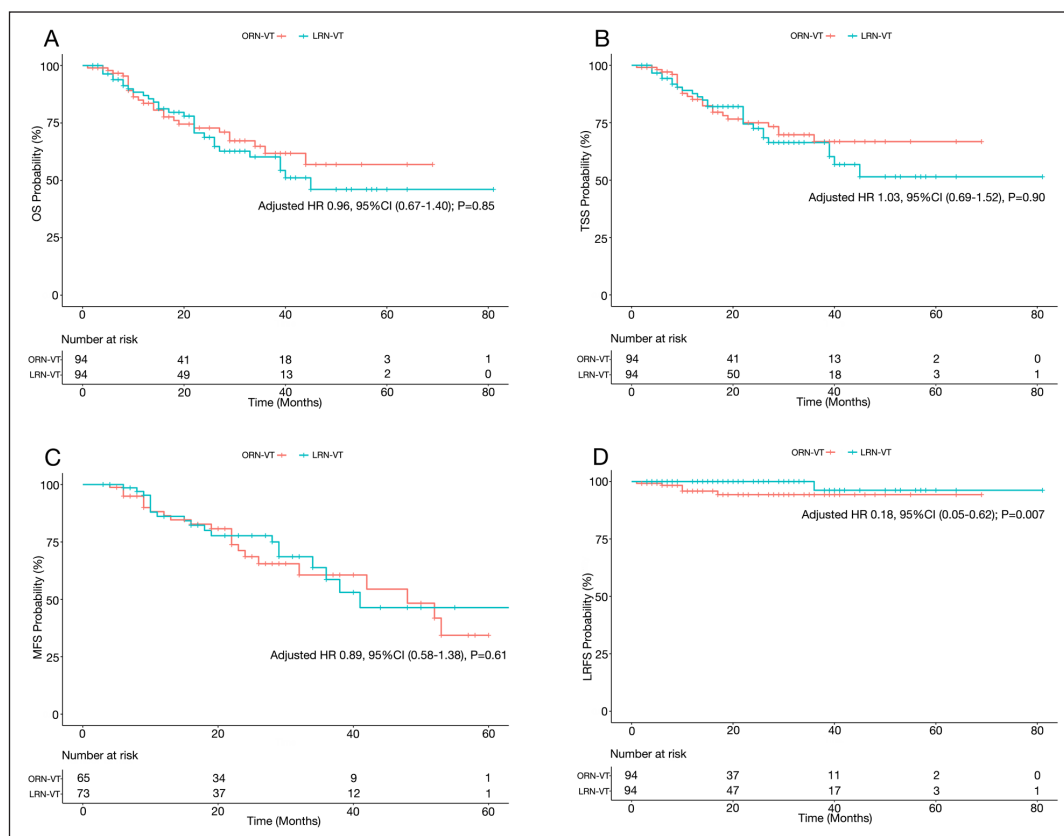 A
ORN-VT LRN-VT
100
75
50
25
0
OS Probability (%)
Adjusted HR 0.96, 95%CI (0.67-1.40); P=0.85
0 20 40 60 80
Number at risk
ORN-VT 94 41 18 3 1
LRN-VT 94 49 13 2 0
0 20 40 60 80
Time (Months)
B
ORN-VT LRN-VT
100
75
50
25
0
TSS Probability (%)
Adjusted HR 1.03, 95%CI (0.69-1.52), P=0.90
0 20 40 60 80
Number at risk
ORN-VT 94 41 13 2 0
LRN-VT 94 50 18 3 1
0 20 40 60 80
Time (Months)
C
ORN-VT LRN-VT
100
75
50
25
0
MFS Probability (%)
Adjusted HR 0.89, 95%CI (0.58-1.38), P=0.61
0 20 40 60
Number at risk
ORN-VT 65 34 9 1
LRN-VT 73 37 12 1
0 20 40 60
Time (Months)
D
ORN-VT LRN-VT
100
75
50
25
0
LRFS Probability (%)
Adjusted HR 0.18, 95%CI (0.05-0.62); P=0.007
0 20 40 60 80
Number at risk
ORN-VT 94 37 11 2 0
LRN-VT 94 47 17 3 1
0 20 40 60 80
Time (Months)